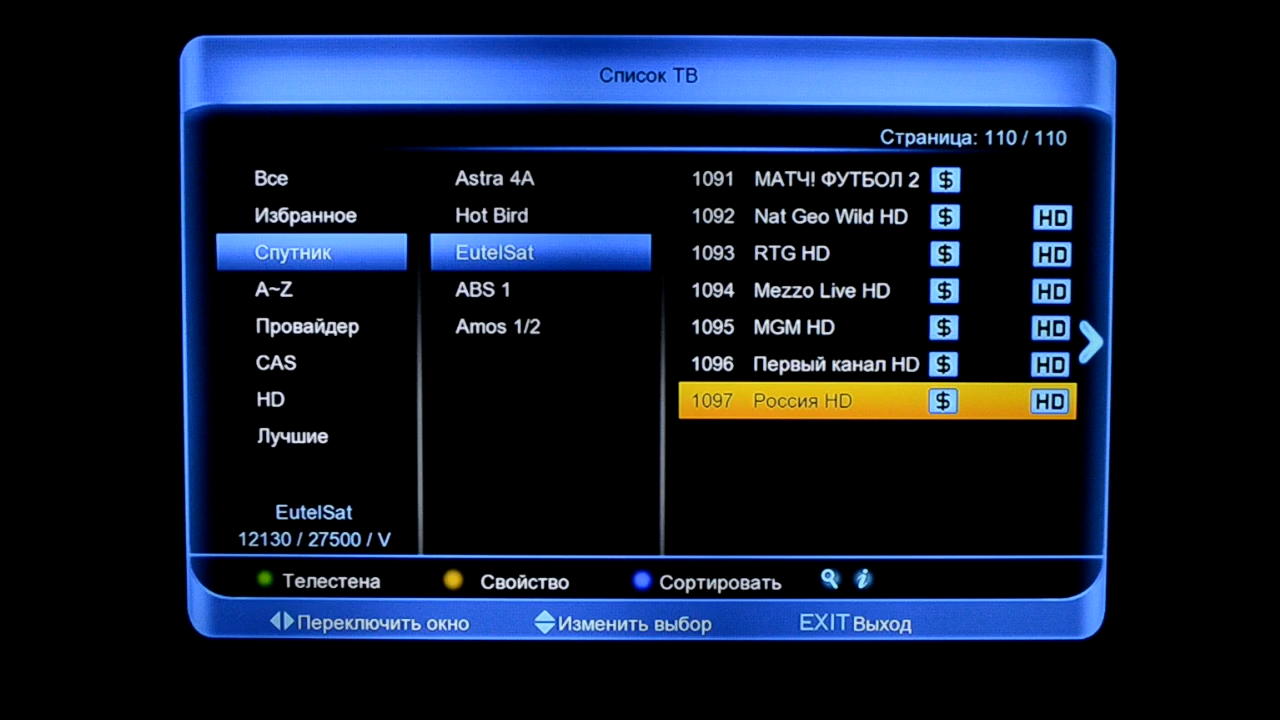 Список ТВ
Страница: 110 / 110
Все
Избранное
Спутник
A~Z
Провайдер
CAS
HD
Лучшие
EutelSat
12130 / 27500 / V
Astra 4A
Hot Bird
EutelSat
ABS 1
Amos 1/2
1091 МАТЧ! ФУТБОЛ 2 $
1092 Nat Geo Wild HD $ HD
1093 RTG HD $ HD
1094 Mezzo Live HD $ HD
1095 MGM HD $ HD
1096 Первый канал HD $ HD
1097 Россия HD $ HD
Телестена Свойство Сортировать i
Переключить окно Изменить выбор EXIT Выход